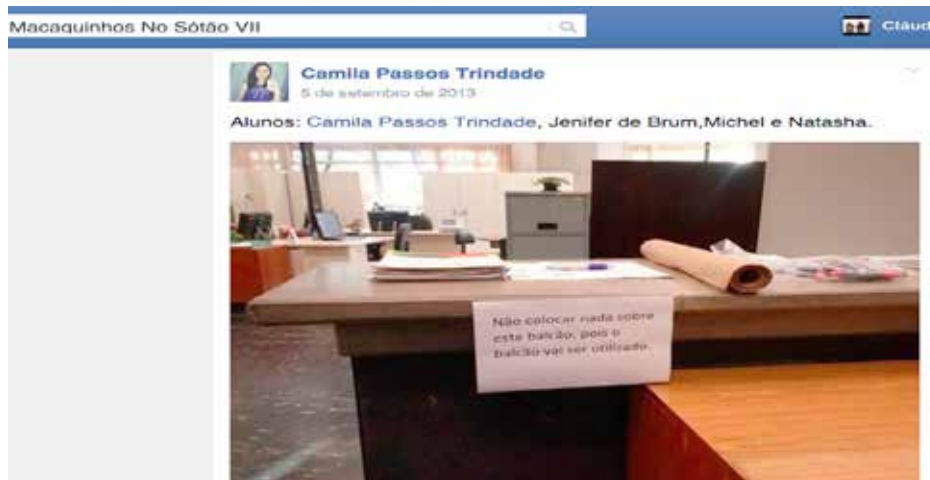 Macaquinhos No Sótão VII
Cláud
Camila Passos Trindade
5 de setembro de 2013
Alunos: Camila Passos Trindade, Jenifer de Brum,Michel e Natasha.
Não colocar nada sobre
este balcão, pois o
balcão vai ser utilizado.